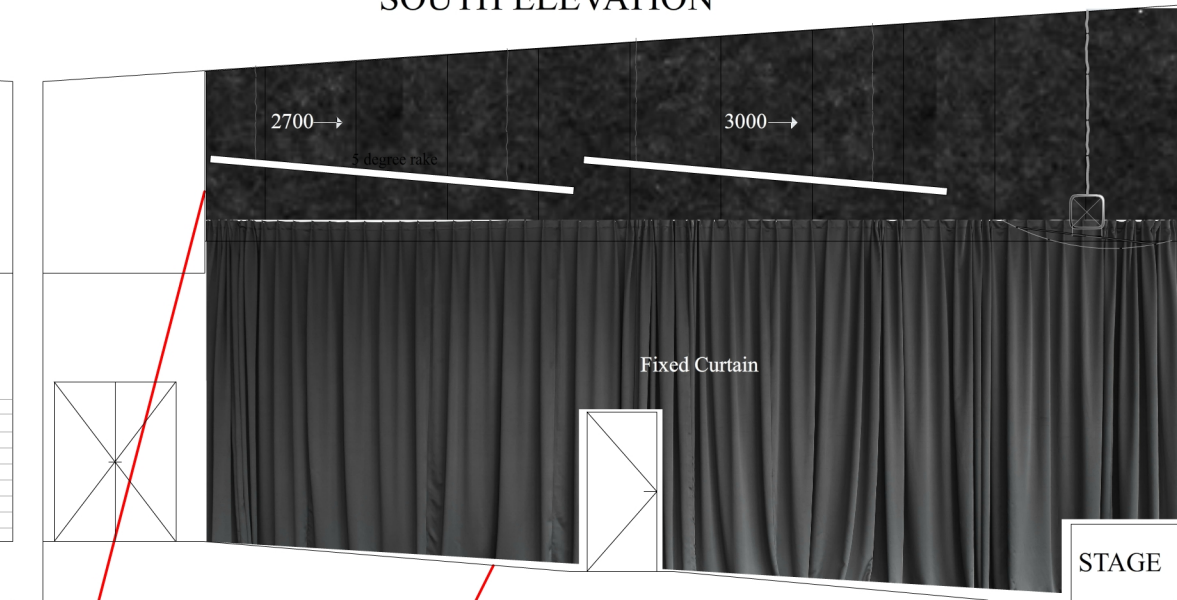 SOUTH ELEVATION
2700
3000
5 degree rake
Fixed Curtain
STAGE